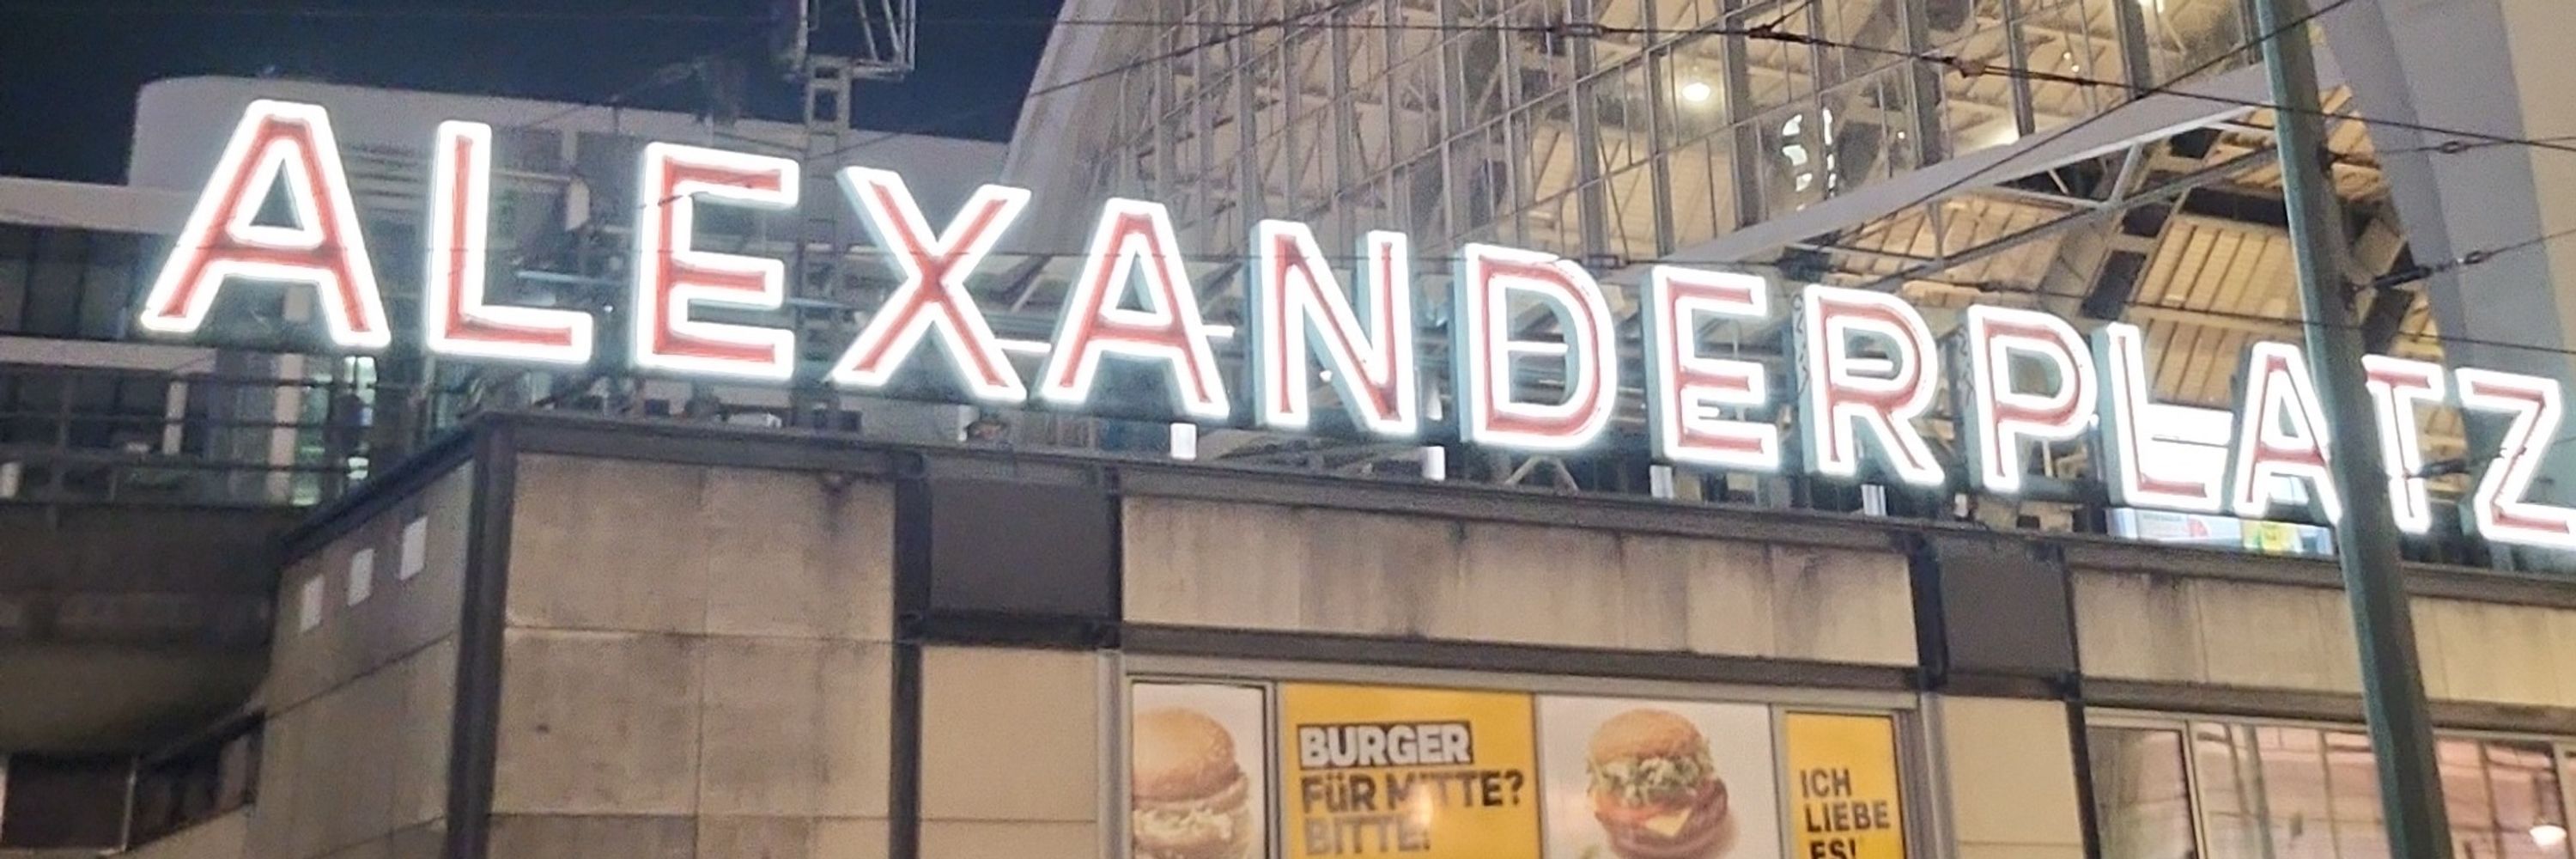 ALEXANDERPLATZ
BURGER
FÜR MITTE?
BITTE!
ICH
LIEBE
ES!